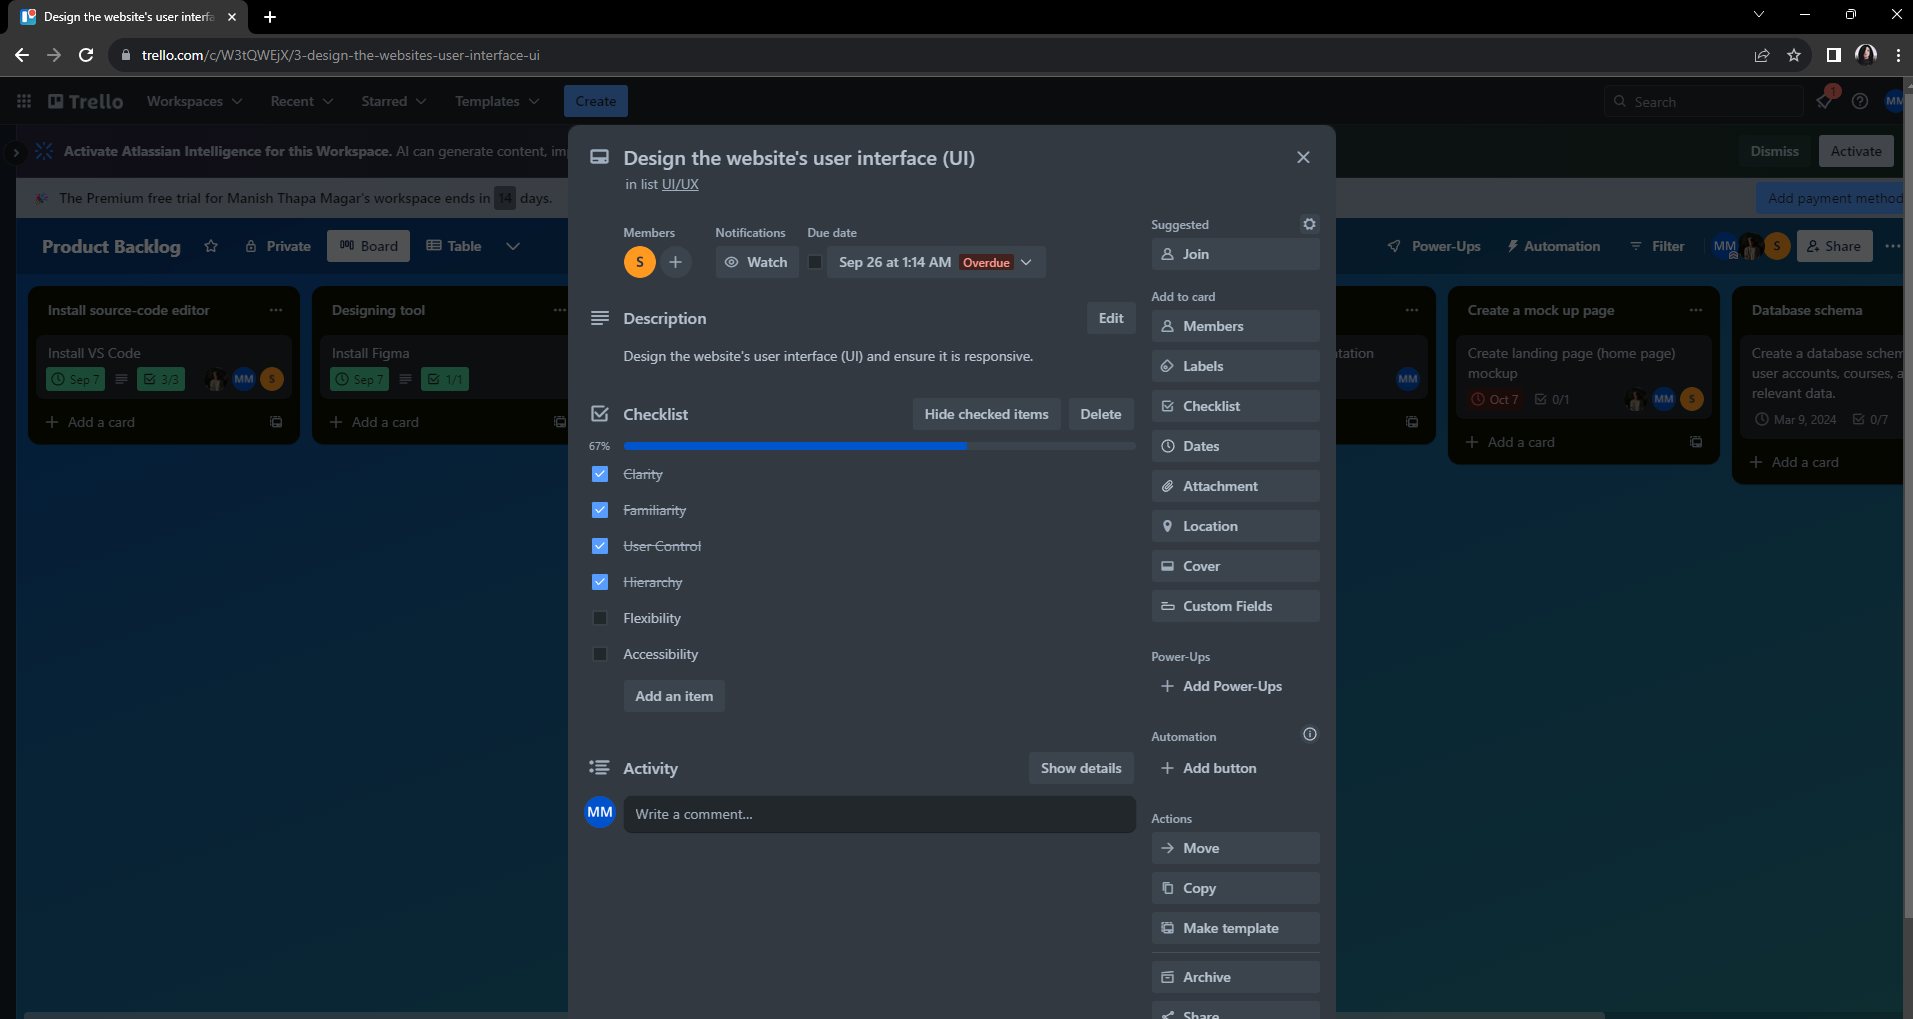 Design the website's user interfa
trello.com/c/W3tQWEjX/3-design-the-websites-user-interface-ui
Trello
Workspaces
Recent
Starred
Templates
Create
Search
1
MM
Activate Atlassian Intelligence for this Workspace. AI can generate content, im
Dismiss
Activate
The Premium free trial for Manish Thapa Magar's workspace ends in 14 days.
Add payment method
Product Backlog
Private
Board
Table
Power-Ups
Automation
Filter
MM
S
Share
Install source-code editor
Install VS Code
Sep 7
3/3
MM
S
Add a card
Designing tool
Install Figma
Sep 7
1/1
Add a card
Design the website's user interface (UI)
in list UI/UX
Members
Notifications
Due date
S
Watch
Sep 26 at 1:14 AM
Overdue
Description
Edit
Design the website's user interface (UI) and ensure it is responsive.
Checklist
Hide checked items
Delete
67%
Clarity
Familiarity
User Control
Hierarchy
Flexibility
Accessibility
Add an item
Activity
Show details
MM
Write a comment...
Suggested
Join
Add to card
Members
Labels
Checklist
Dates
Attachment
Location
Cover
Custom Fields
Power-Ups
Add Power-Ups
Automation
Add button
Actions
Move
Copy
Make template
Archive
Share
tation
MM
Create a mock up page
Create landing page (home page)
mockup
Oct 7
0/1
MM
S
Add a card
Database schema
Create a database schem
user accounts, courses, a
relevant data.
Mar 9, 2024
0/7
Add a card